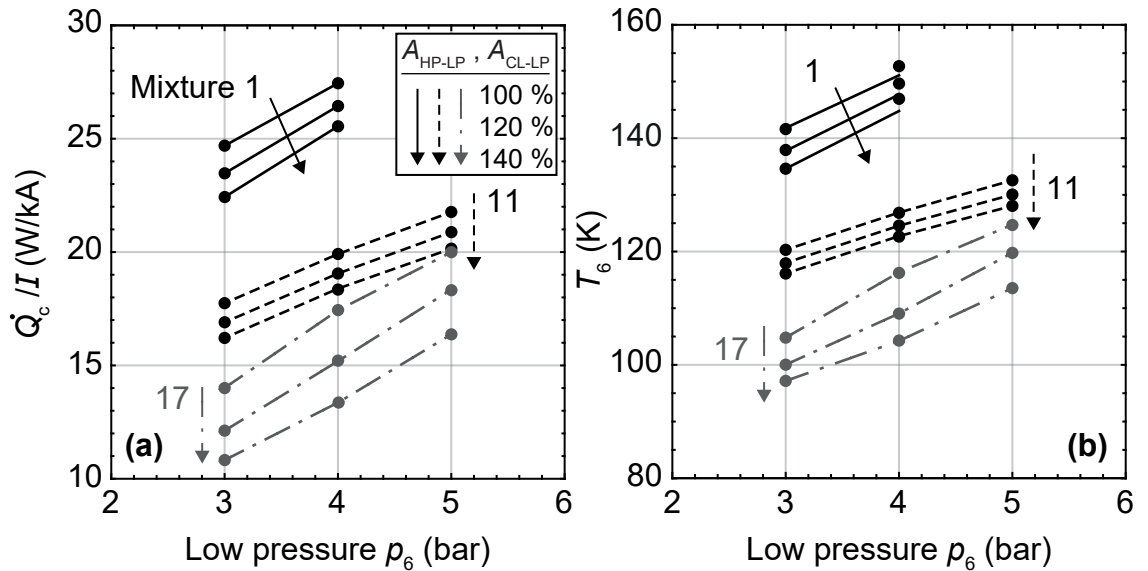 30
25
20
15
10
Q̇c /I (W/kA)
Mixture 1
AHP-LP , ACL-LP
100 %
120 %
140 %
11
17
(a)
2 3 4 5 6
Low pressure p6 (bar)
160
140
120
100
80
T6 (K)
1
11
17
(b)
2 3 4 5 6
Low pressure p6 (bar)